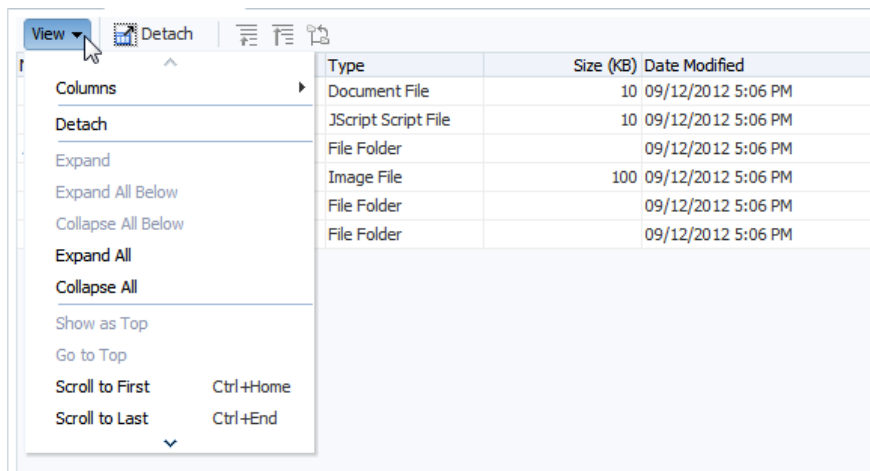 View Detach
Type Size (KB) Date Modified
Columns Document File 10 09/12/2012 5:06 PM
Detach JScript Script File 10 09/12/2012 5:06 PM
Expand File Folder 09/12/2012 5:06 PM
Expand All Below Image File 100 09/12/2012 5:06 PM
Collapse All Below File Folder 09/12/2012 5:06 PM
Expand All File Folder 09/12/2012 5:06 PM
Collapse All
Show as Top
Go to Top
Scroll to First Ctrl+Home
Scroll to Last Ctrl+End